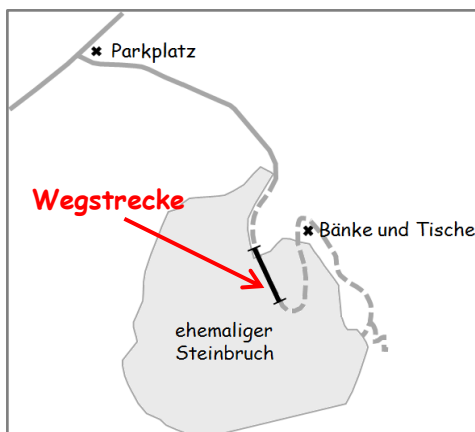 Parkplatz
Wegstrecke
Bänke und Tische
ehemaliger
Steinbruch